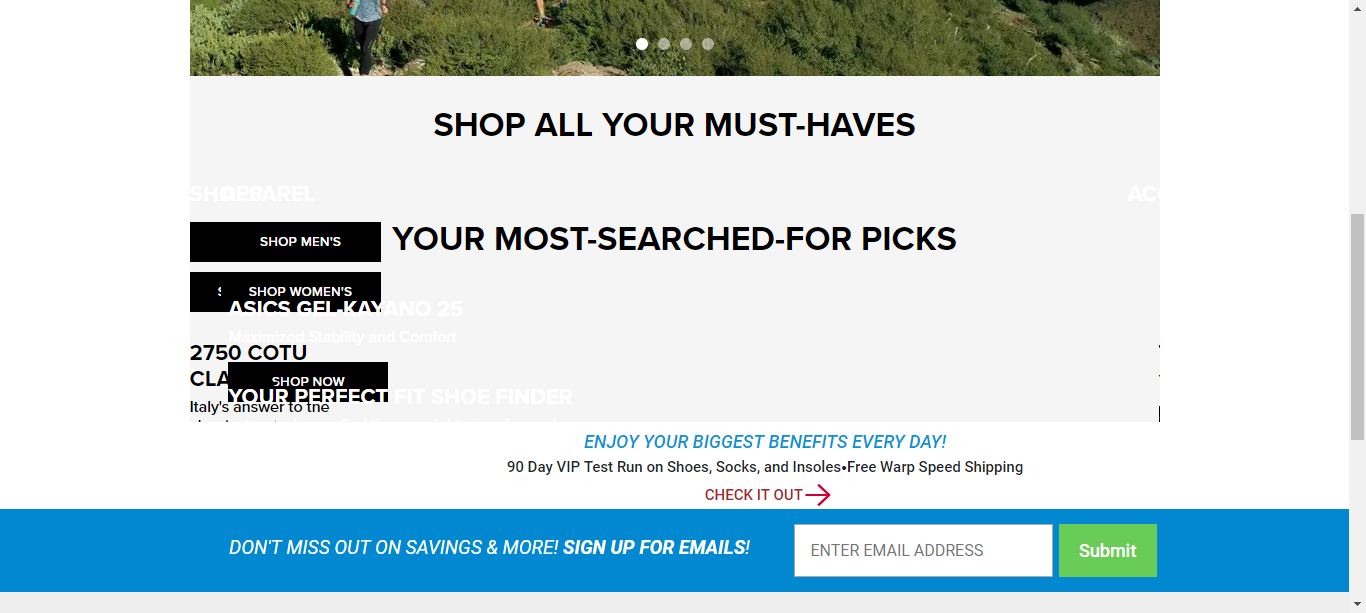 SHOP ALL YOUR MUST-HAVES
APPAREL
SHOP MEN'S
YOUR MOST-SEARCHED-FOR PICKS
SHOP WOMEN'S
ASICS GEL-KAYANO 25
Maximized Stability and Comfort
2750 COTU
SHOP NOW
YOUR PERFECT FIT SHOE FINDER
Italy's answer to the
ENJOY YOUR BIGGEST BENEFITS EVERY DAY!
90 Day VIP Test Run on Shoes, Socks, and Insoles•Free Warp Speed Shipping
CHECK IT OUT
DON'T MISS OUT ON SAVINGS & MORE! SIGN UP FOR EMAILS!
ENTER EMAIL ADDRESS
Submit